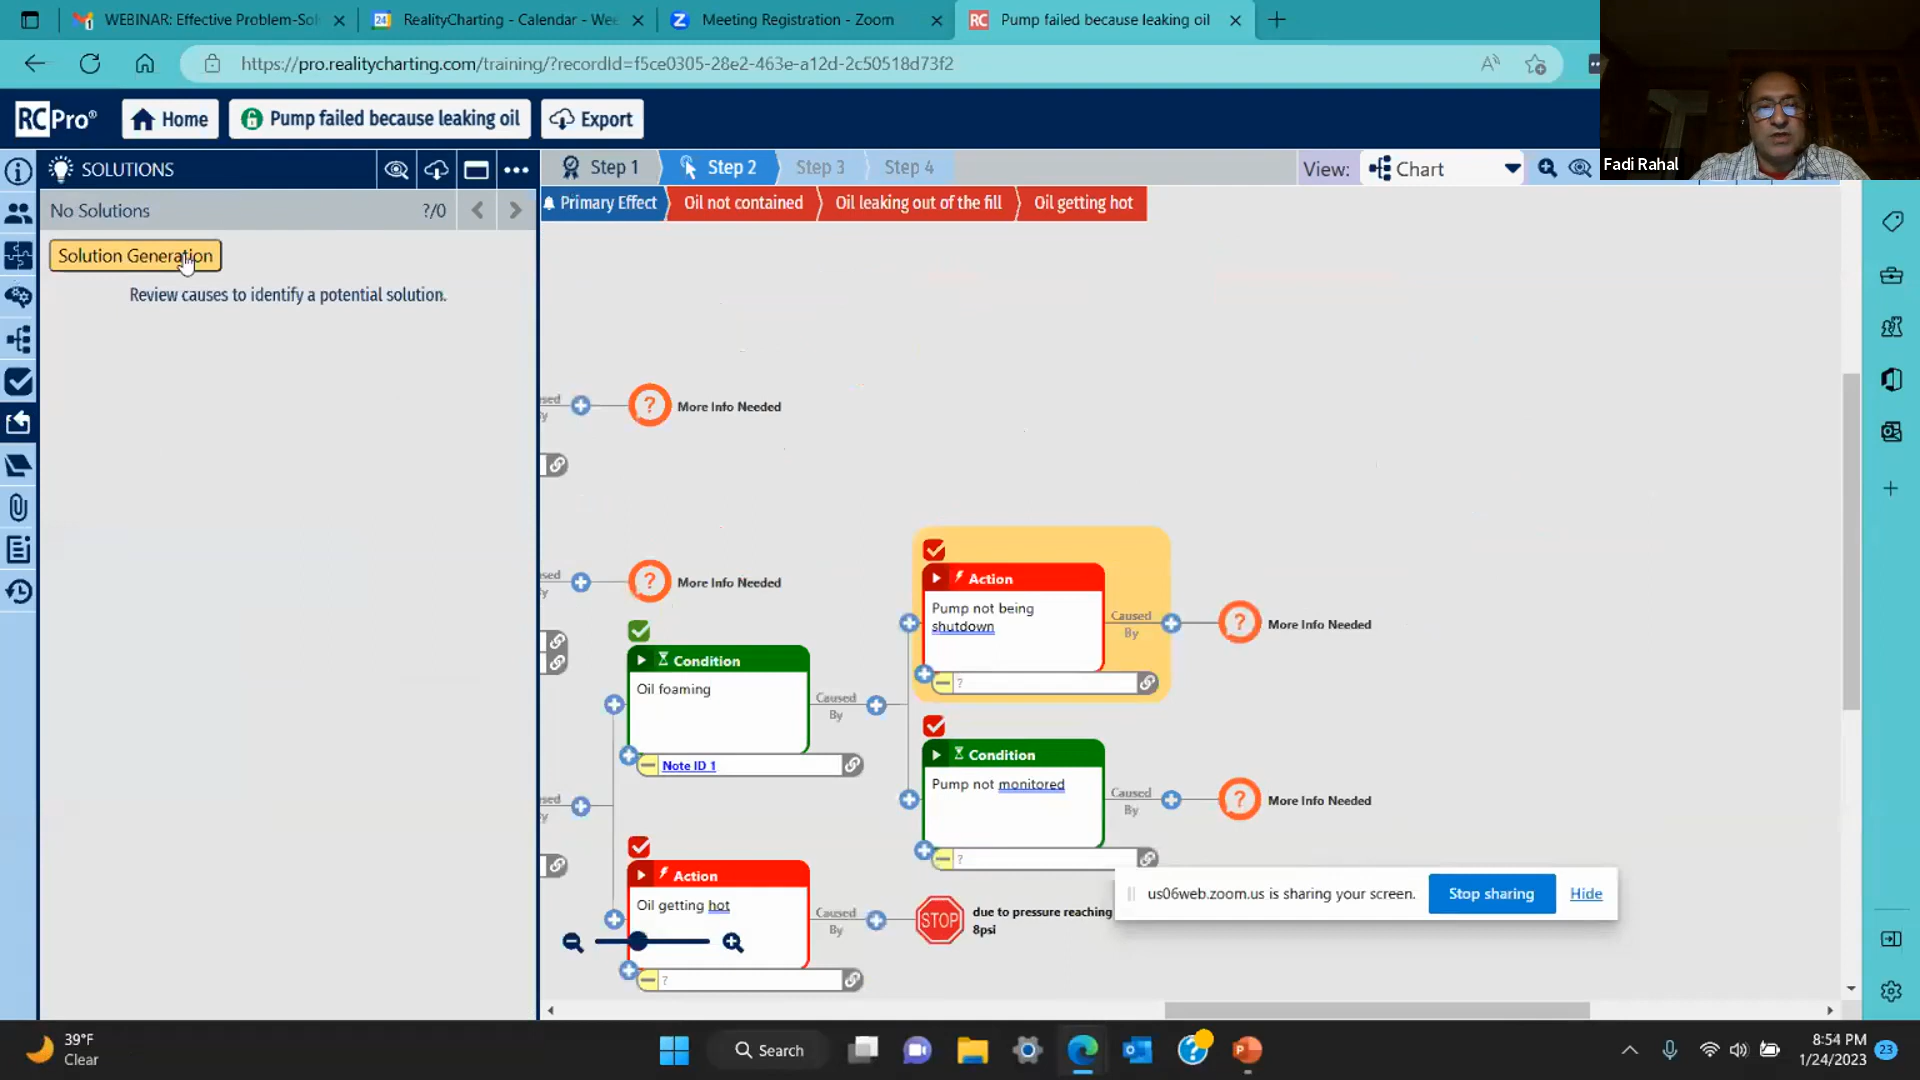 WEBINAR: Effective Problem-Sol
RealityCharting - Calendar - Wee
Meeting Registration - Zoom
Pump failed because leaking oil
https://pro.realitycharting.com/training/?recordId=f5ce0305-28e2-463e-a12d-2c50518d73f2
RC Pro®
Home
Pump failed because leaking oil
Export
Fadi Rahal
SOLUTIONS
Step 1
Step 2
Step 3
Step 4
View:
Chart
No Solutions
?/0
Primary Effect
Oil not contained
Oil leaking out of the fill
Oil getting hot
Solution Generation
Review causes to identify a potential solution.
More Info Needed
More Info Needed
Action
Pump not being
shutdown
Caused
By
More Info Needed
?
Condition
Oil foaming
Caused
By
Note ID 1
Condition
Pump not monitored
Caused
By
More Info Needed
?
Action
Oil getting hot
Caused
By
STOP
due to pressure reaching
8psi
?
us06web.zoom.us is sharing your screen.
Stop sharing
Hide
39°F
Clear
Search
8:54 PM
1/24/2023
23